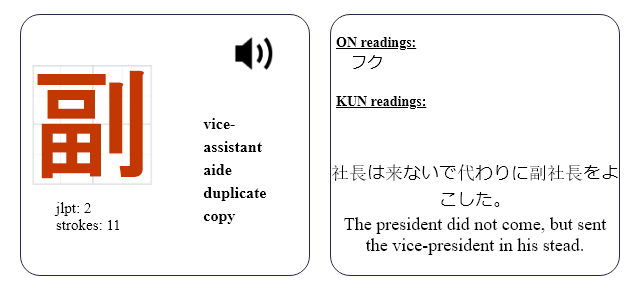 副
jlpt: 2
strokes: 11
vice-
assistant
aide
duplicate
copy
ON readings:
フク
KUN readings:
社長は来ないで代わりに副社長をよ
こした。
The president did not come, but sent
the vice-president in his stead.